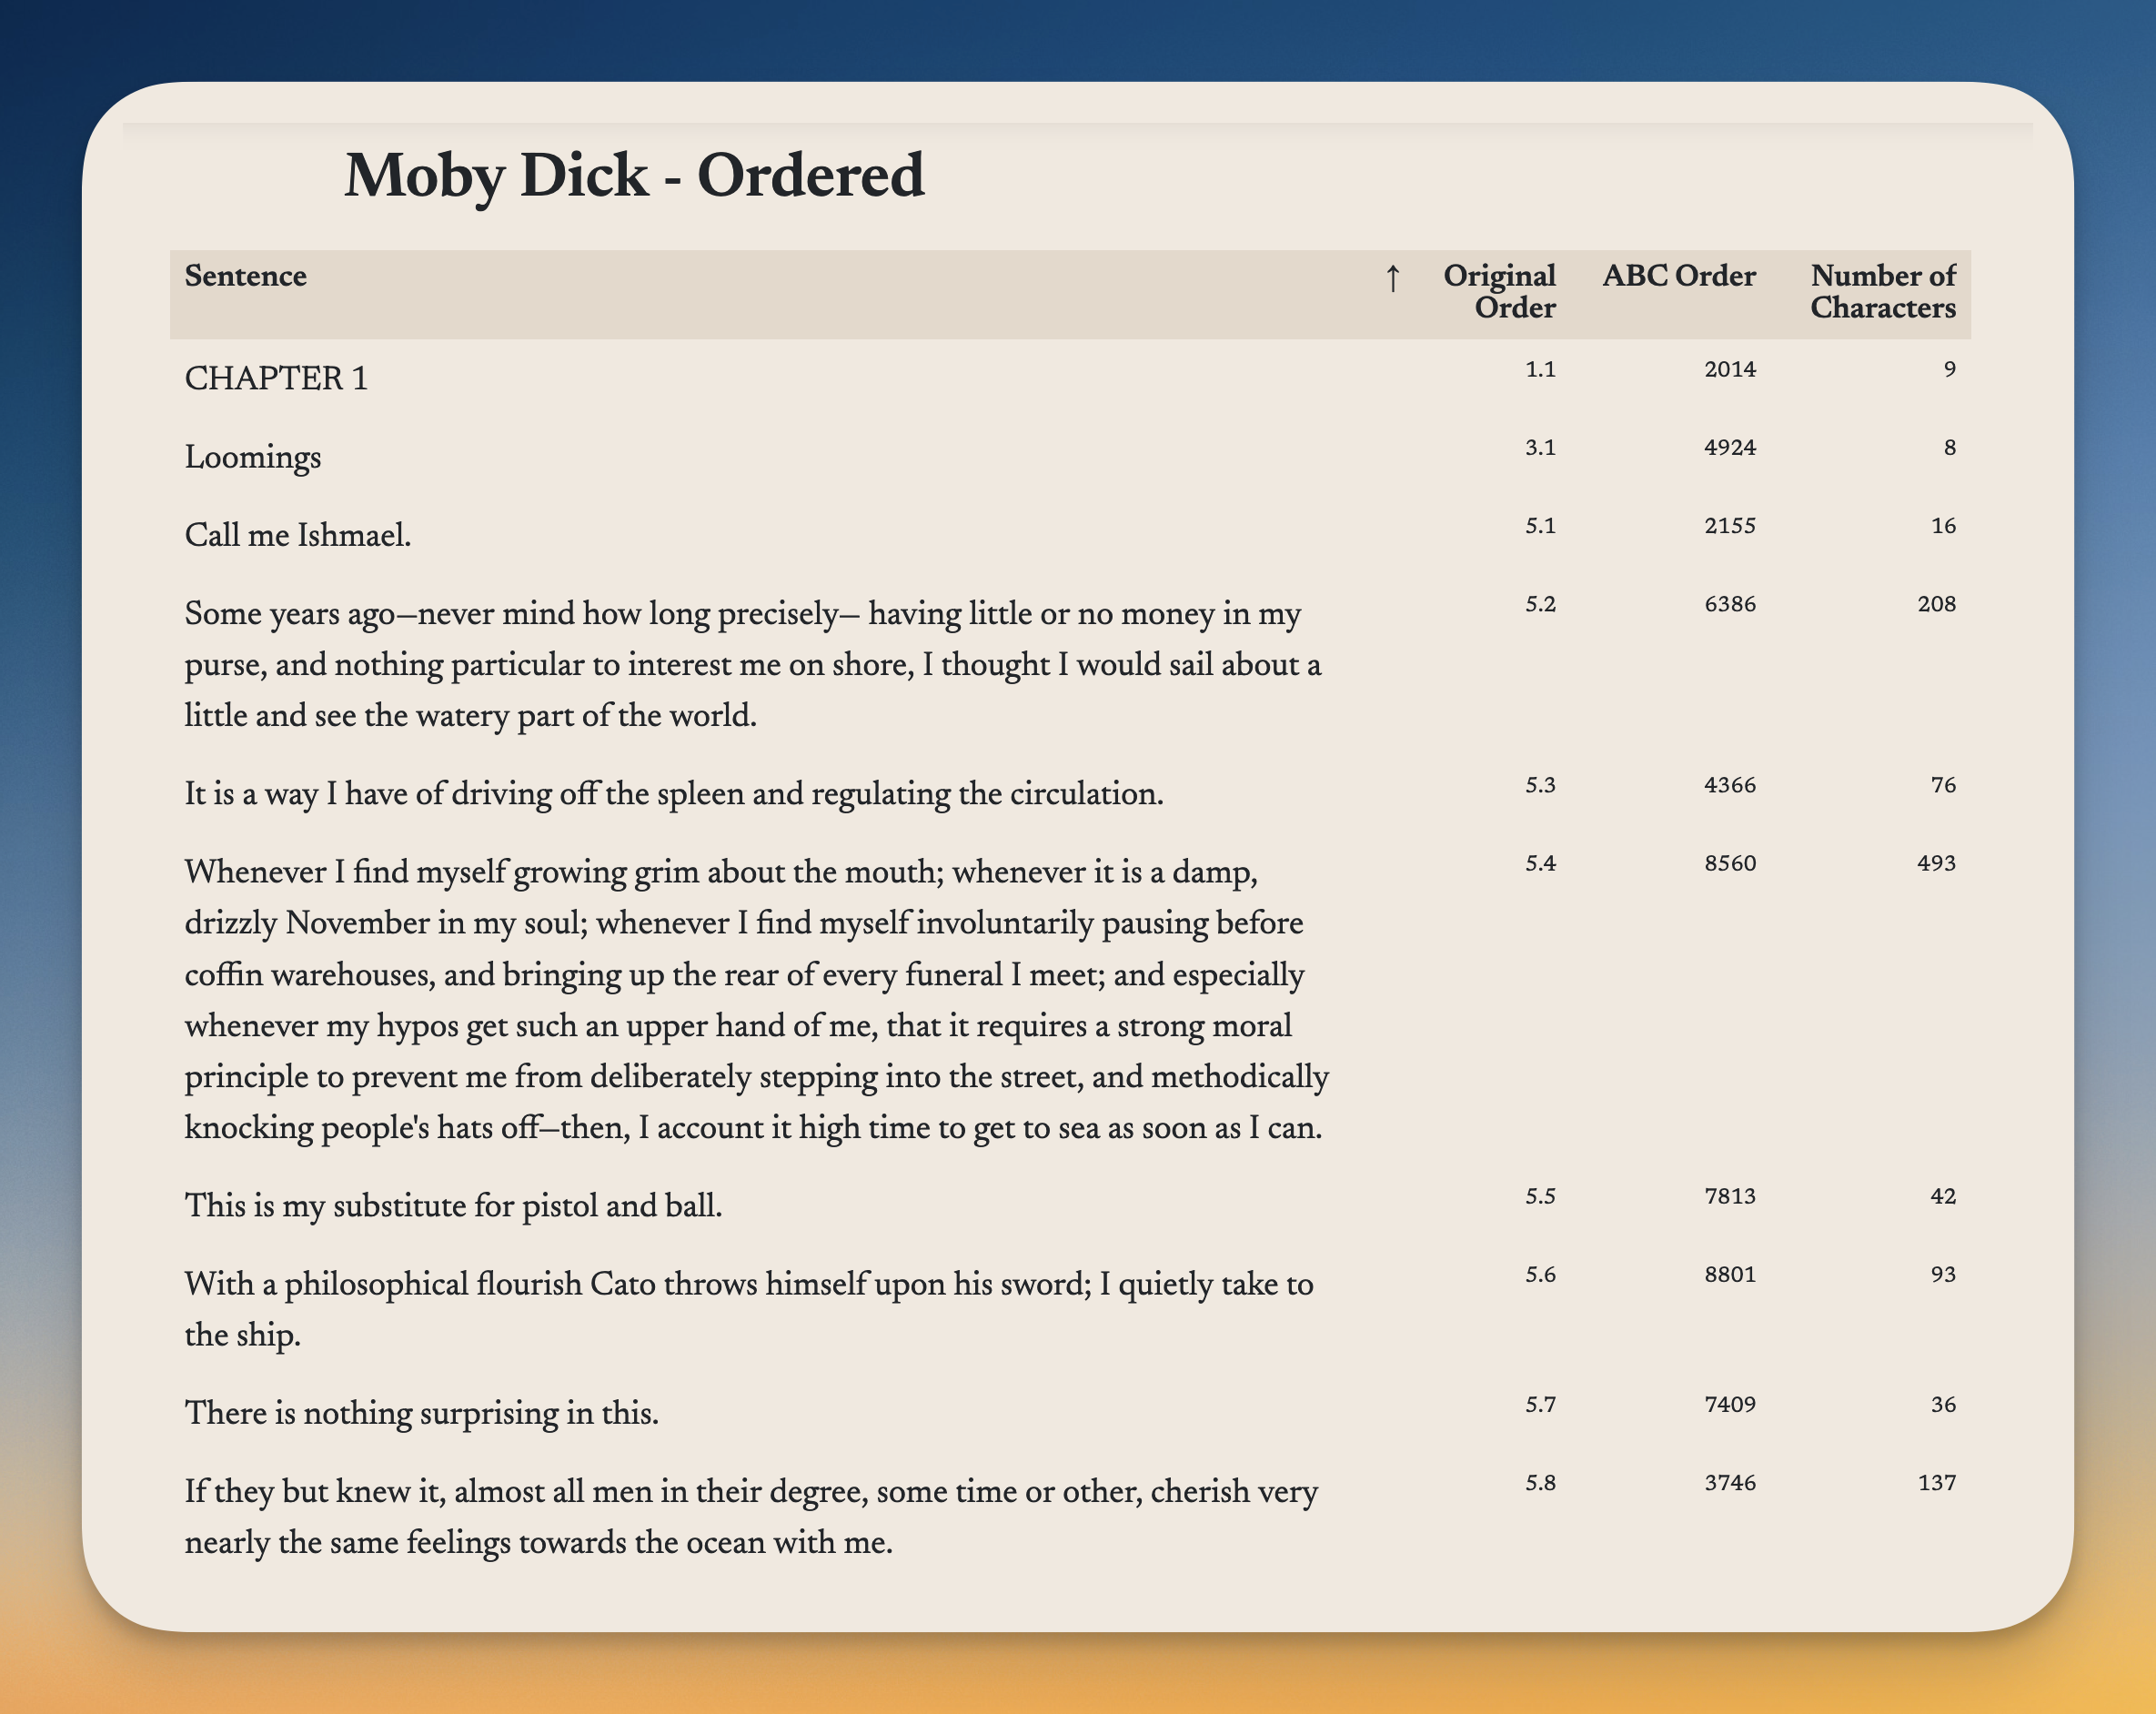 Moby Dick - Ordered
Sentence ↑ Original Order ABC Order Number of Characters
CHAPTER 1 1.1 2014 9
Loomings 3.1 4924 8
Call me Ishmael. 5.1 2155 16
Some years ago—never mind how long precisely— having little or no money in my 5.2 6386 208
purse, and nothing particular to interest me on shore, I thought I would sail about a
little and see the watery part of the world.
It is a way I have of driving off the spleen and regulating the circulation. 5.3 4366 76
Whenever I find myself growing grim about the mouth; whenever it is a damp, 5.4 8560 493
drizzly November in my soul; whenever I find myself involuntarily pausing before
coffin warehouses, and bringing up the rear of every funeral I meet; and especially
whenever my hypos get such an upper hand of me, that it requires a strong moral
principle to prevent me from deliberately stepping into the street, and methodically
knocking people's hats off—then, I account it high time to get to sea as soon as I can.
This is my substitute for pistol and ball. 5.5 7813 42
With a philosophical flourish Cato throws himself upon his sword; I quietly take to 5.6 8801 93
the ship.
There is nothing surprising in this. 5.7 7409 36
If they but knew it, almost all men in their degree, some time or other, cherish very 5.8 3746 137
nearly the same feelings towards the ocean with me.